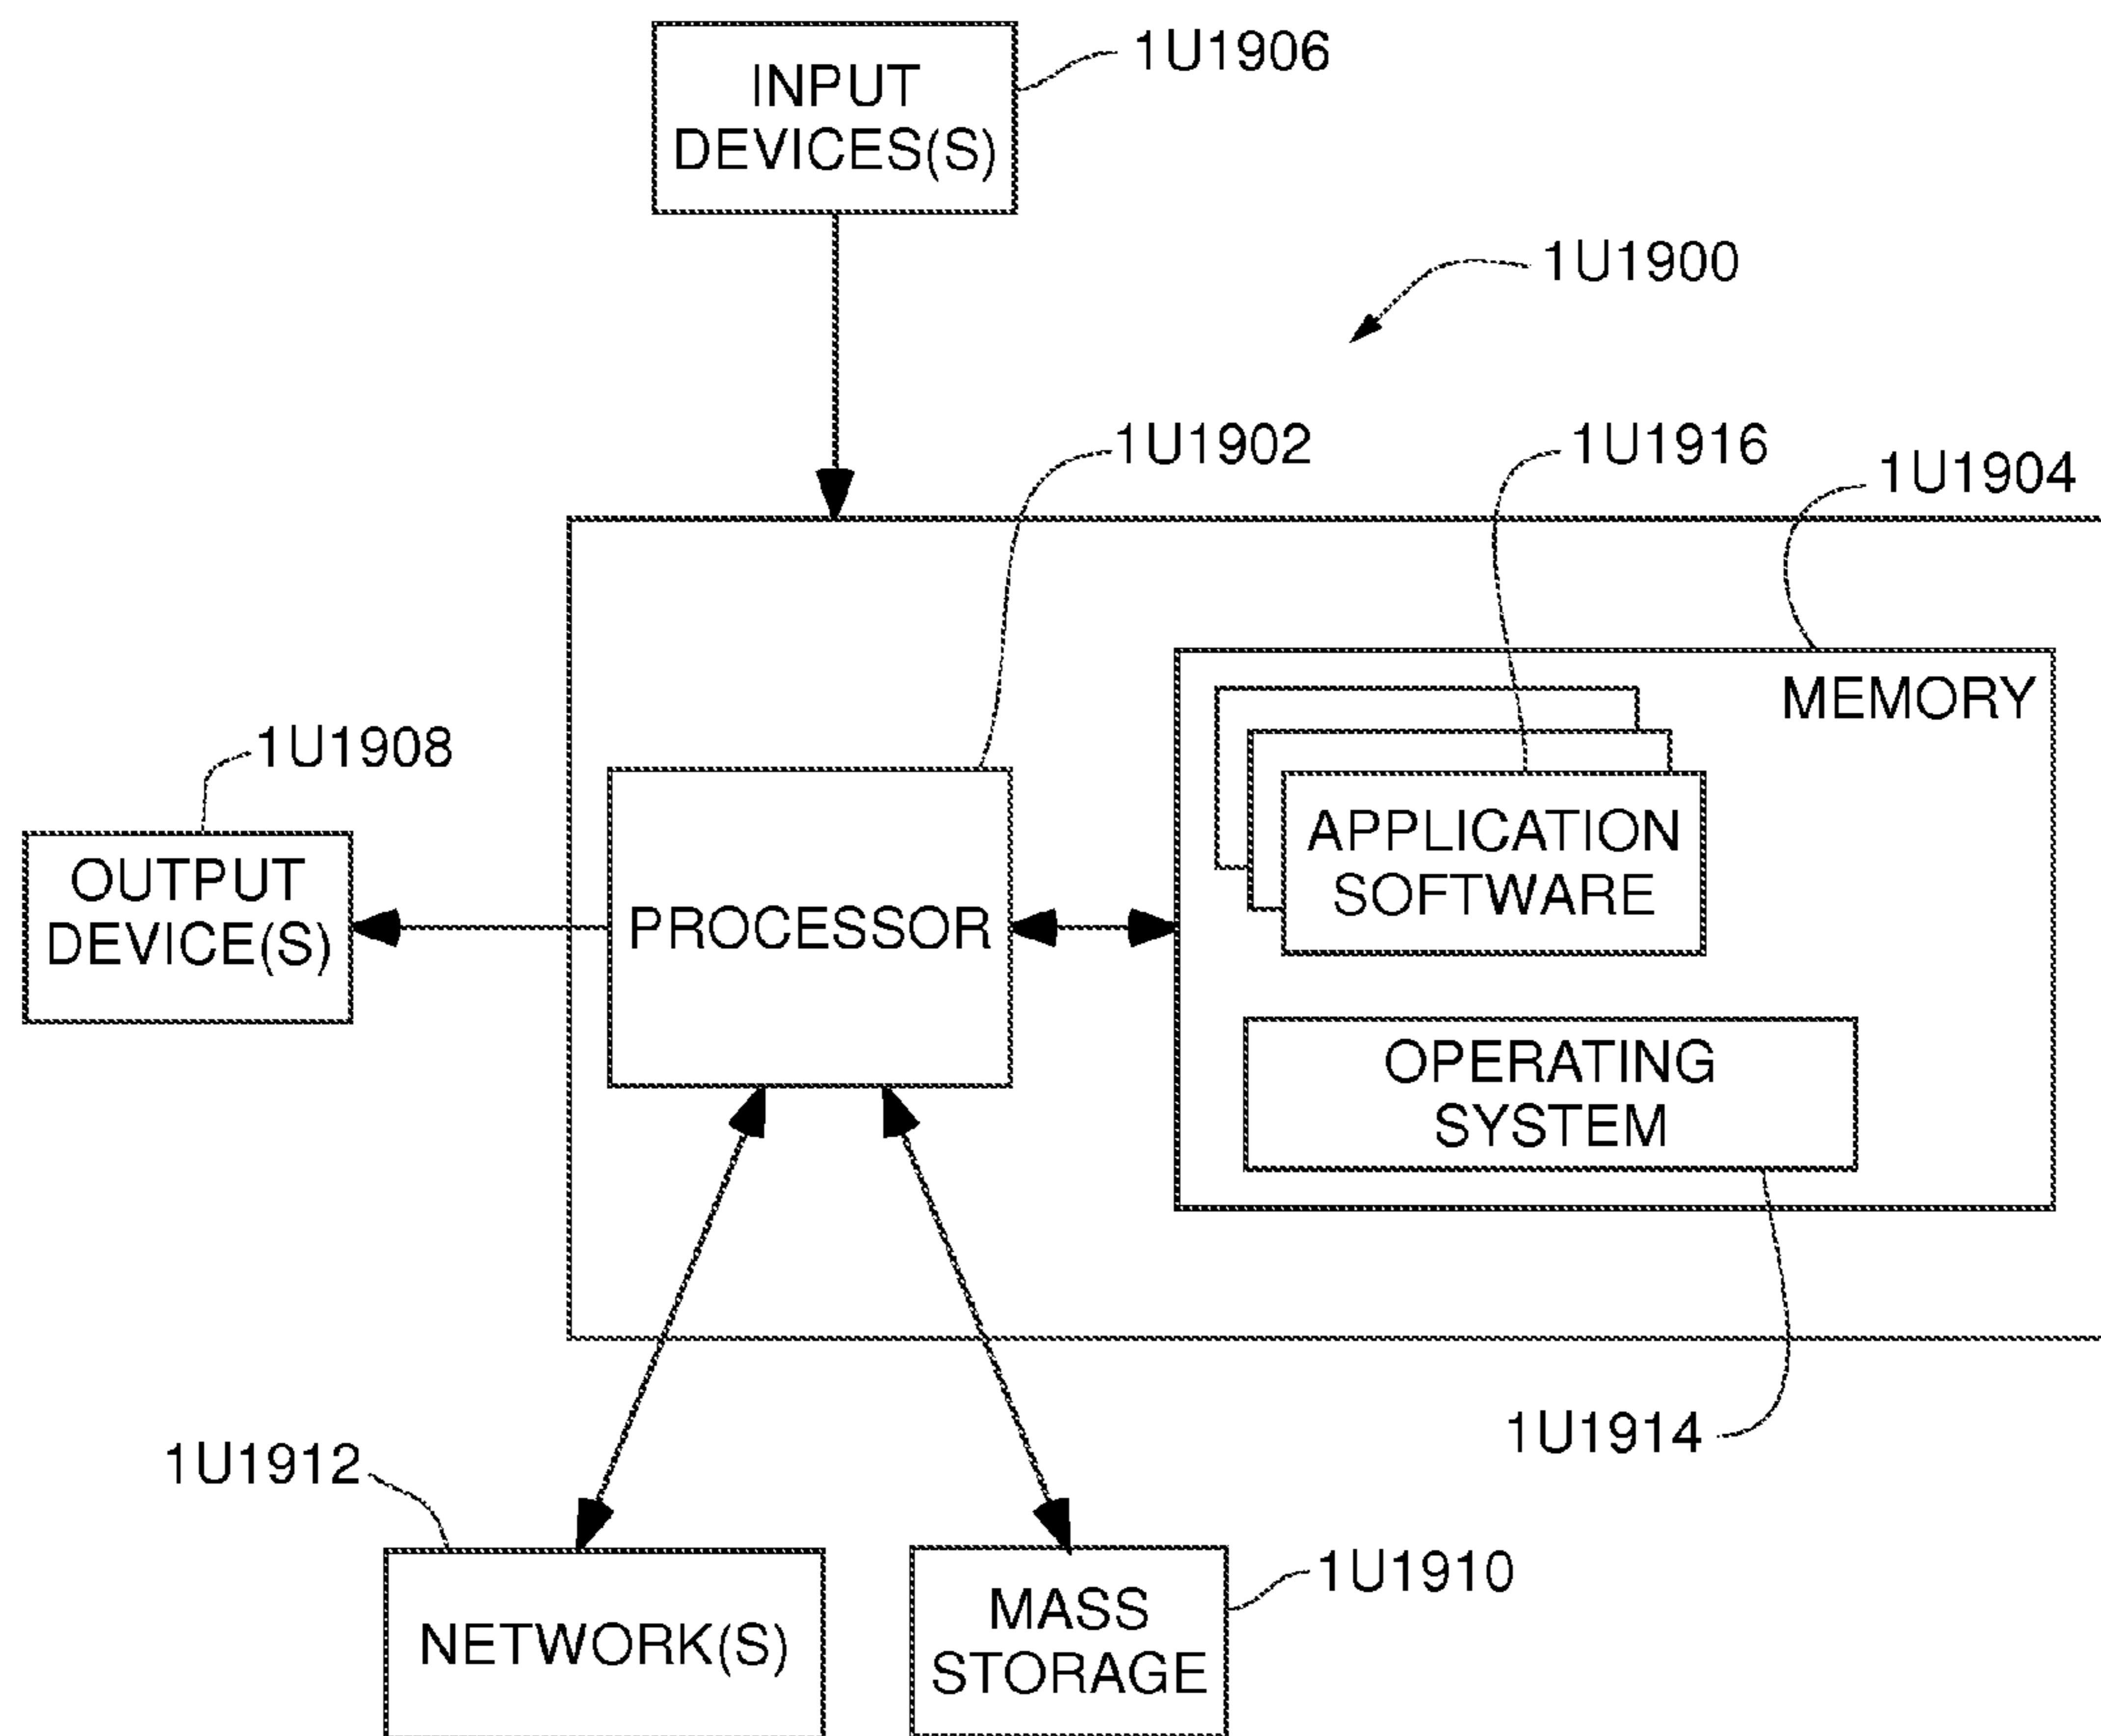 INPUT
DEVICES(S)
1U1906
1U1900
1U1902
1U1916
1U1904
MEMORY
1U1908
APPLICATION
SOFTWARE
OUTPUT
DEVICE(S)
PROCESSOR
OPERATING
SYSTEM
1U1914
1U1912
1U1910
NETWORK(S)
MASS
STORAGE